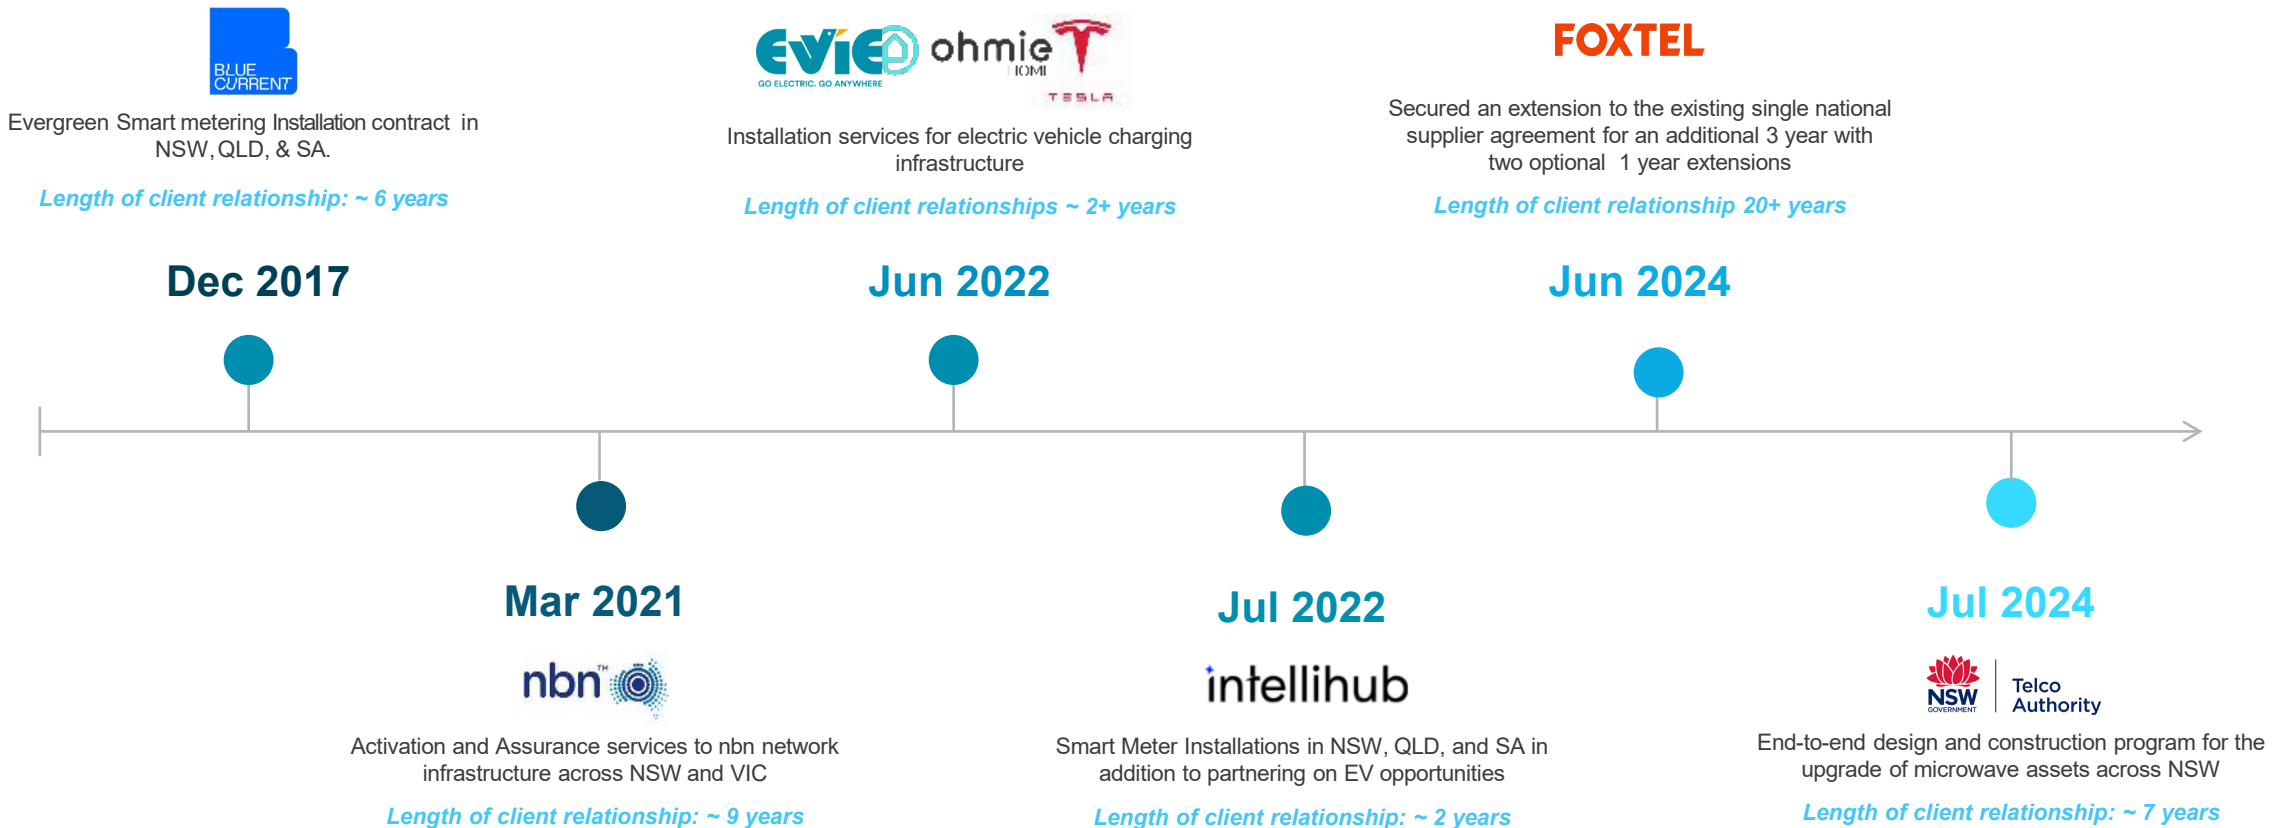 BLUE
CURRENT
Evergreen Smart metering Installation contract in
NSW, QLD, & SA.
Length of client relationship: ~ 6 years
Dec 2017
EViE
GO ELECTRIC. GO ANYWHERE
ohmie
TESLA
Installation services for electric vehicle charging
infrastructure
Length of client relationships ~ 2+ years
Jun 2022
FOXTEL
Secured an extension to the existing single national
supplier agreement for an additional 3 year with
two optional 1 year extensions
Length of client relationship 20+ years
Jun 2024
Mar 2021
nbn™
Activation and Assurance services to nbn network
infrastructure across NSW and VIC
Length of client relationship: ~ 9 years
Jul 2022
intellihub
Smart Meter Installations in NSW, QLD, and SA in
addition to partnering on EV opportunities
Length of client relationship: ~ 2 years
Jul 2024
NSW
GOVERNMENT
Telco
Authority
End-to-end design and construction program for the
upgrade of microwave assets across NSW
Length of client relationship: ~ 7 years